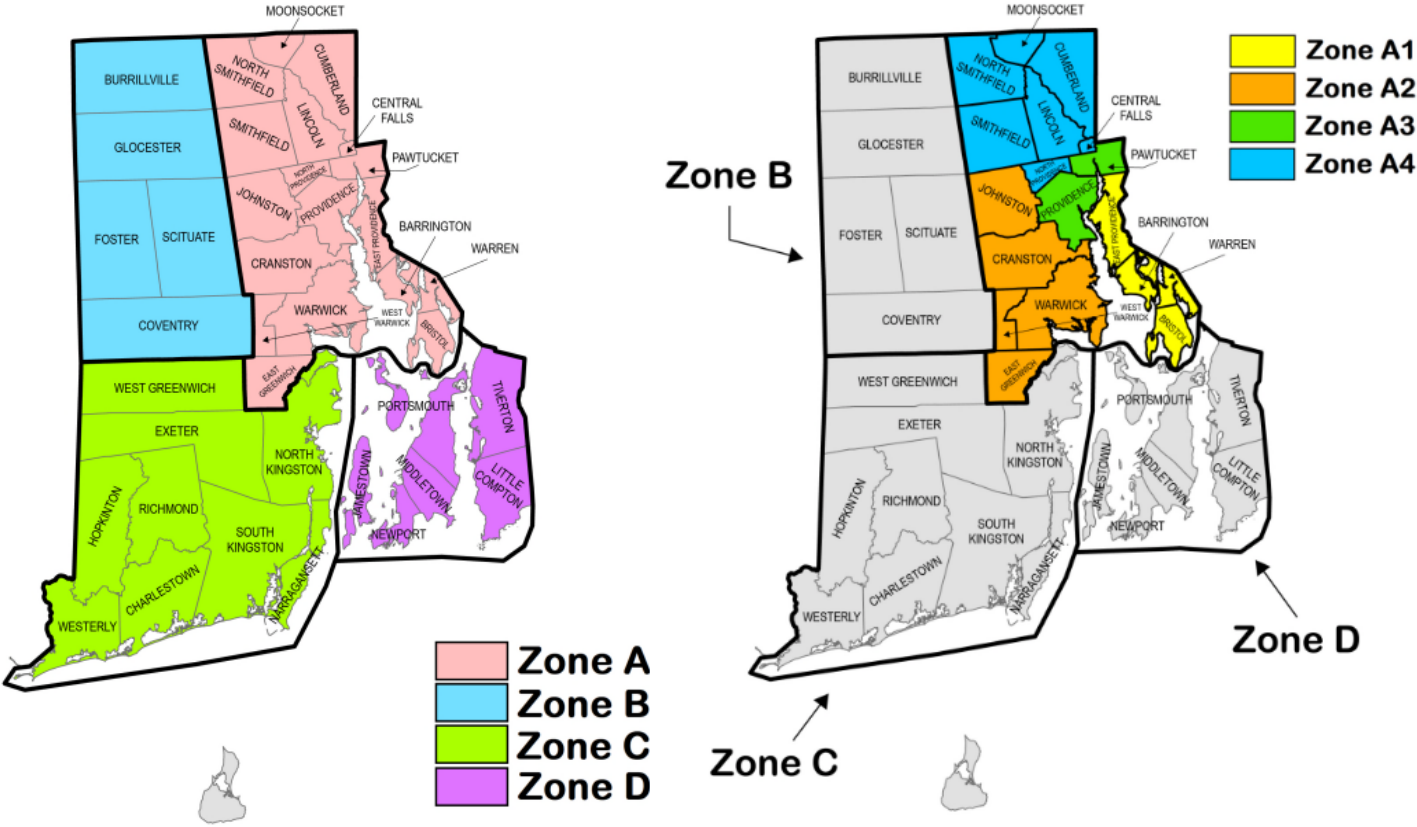 MOONSOCKET
BURRILLVILLE
NORTH
SMITHFIELD
CUMBERLAND
GLOCESTER
SMITHFIELD
LINCOLN
CENTRAL
FALLS
PAWTUCKET
NORTH
PROVIDENCE
JOHNSTON
PROVIDENCE
FOSTER
SCITUATE
EAST PROVIDENCE
BARRINGTON
WARREN
CRANSTON
COVENTRY
WARWICK
WEST
WARWICK
BRISTOL
WEST GREENWICH
EAST
GREENWICH
PORTSMOUTH
TIVERTON
EXETER
NORTH
KINGSTON
HOPKINTON
RICHMOND
JAMESTOWN
MIDDLETOWN
LITTLE
COMPTON
SOUTH
KINGSTON
NEWPORT
CHARLESTOWN
NARRAGANSETT
WESTERLY
Zone A
Zone B
Zone C
Zone D
MOONSOCKET
Zone A1
Zone A2
Zone A3
Zone A4
BURRILLVILLE
NORTH
SMITHFIELD
CUMBERLAND
GLOCESTER
SMITHFIELD
LINCOLN
CENTRAL
FALLS
PAWTUCKET
Zone B
NORTH
PROVIDENCE
JOHNSTON
PROVIDENCE
FOSTER
SCITUATE
EAST PROVIDENCE
BARRINGTON
WARREN
CRANSTON
COVENTRY
WARWICK
WEST
WARWICK
BRISTOL
WEST GREENWICH
EAST
GREENWICH
PORTSMOUTH
TIVERTON
EXETER
NORTH
KINGSTON
HOPKINTON
RICHMOND
JAMESTOWN
MIDDLETOWN
LITTLE
COMPTON
SOUTH
KINGSTON
NEWPORT
CHARLESTOWN
NARRAGANSETT
WESTERLY
Zone D
Zone C